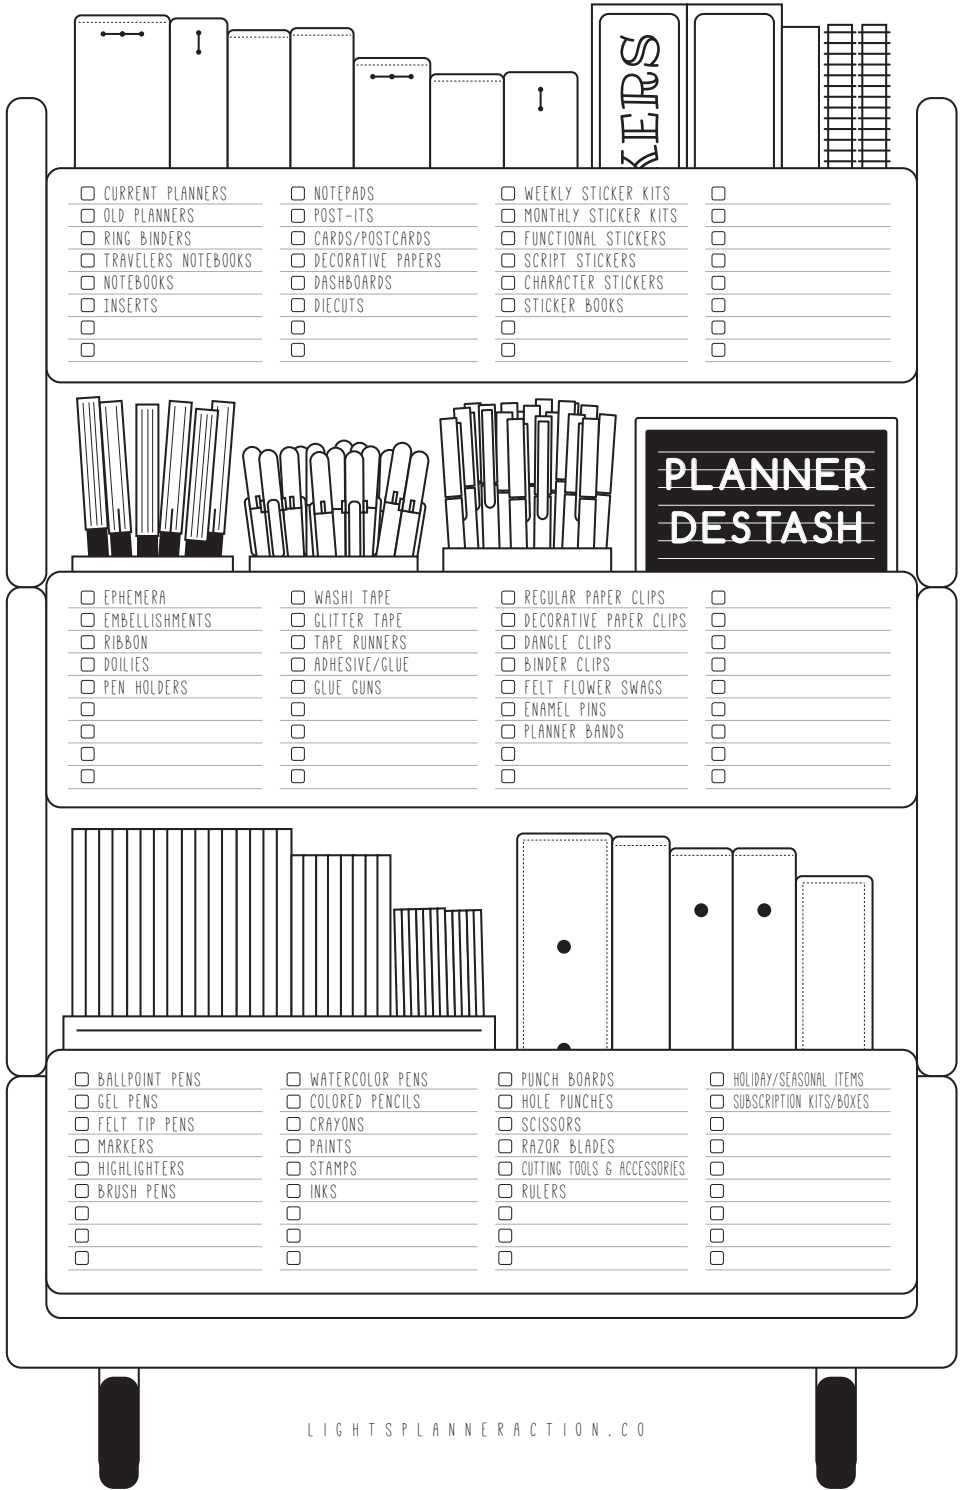 KERS
CURRENT PLANNERS
OLD PLANNERS
RING BINDERS
TRAVELERS NOTEBOOKS
NOTEBOOKS
INSERTS
NOTEPADS
POST-ITS
CARDS/POSTCARDS
DECORATIVE PAPERS
DASHBOARDS
DIECUTS
WEEKLY STICKER KITS
MONTHLY STICKER KITS
FUNCTIONAL STICKERS
SCRIPT STICKERS
CHARACTER STICKERS
STICKER BOOKS
PLANNER
DESTASH
EPHEMERA
EMBELLISHMENTS
RIBBON
DOILIES
PEN HOLDERS
WASHI TAPE
GLITTER TAPE
TAPE RUNNERS
ADHESIVE/GLUE
GLUE GUNS
REGULAR PAPER CLIPS
DECORATIVE PAPER CLIPS
DANGLE CLIPS
BINDER CLIPS
FELT FLOWER SWAGS
ENAMEL PINS
PLANNER BANDS
BALLPOINT PENS
GEL PENS
FELT TIP PENS
MARKERS
HIGHLIGHTERS
BRUSH PENS
WATERCOLOR PENS
COLORED PENCILS
CRAYONS
PAINTS
STAMPS
INKS
PUNCH BOARDS
HOLE PUNCHES
SCISSORS
RAZOR BLADES
CUTTING TOOLS & ACCESSORIES
RULERS
HOLIDAY/SEASONAL ITEMS
SUBSCRIPTION KITS/BOXES
LIGHTSPLANNERACTION.CO